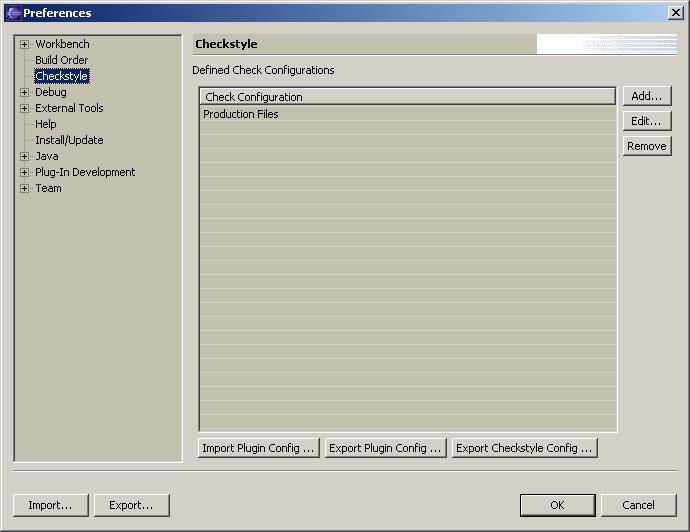 Preferences
Workbench
Build Order
Checkstyle
Debug
External Tools
Help
Install/Update
Java
Plug-In Development
Team
Checkstyle
Defined Check Configurations
Check Configuration
Production Files
Add...
Edit...
Remove
Import Plugin Config ... Export Plugin Config ... Export Checkstyle Config ...
Import... Export... OK Cancel